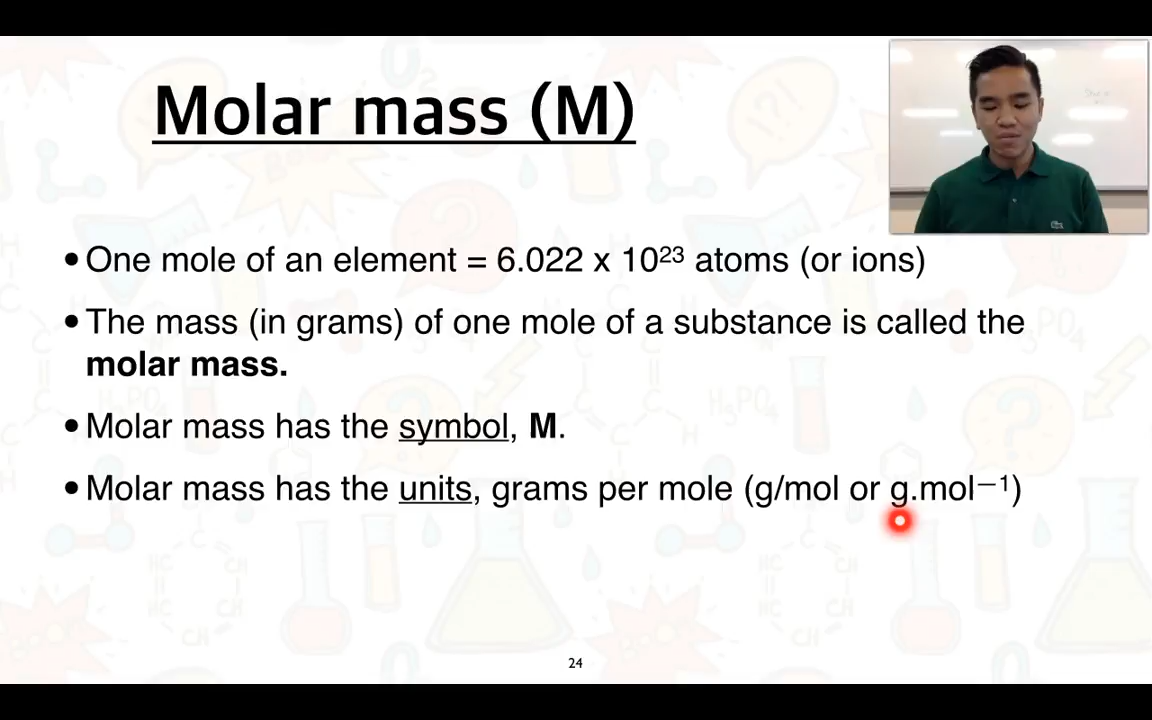 Molar mass (M)
• One mole of an element = 6.022 x 10²³ atoms (or ions)
• The mass (in grams) of one mole of a substance is called the
molar mass.
• Molar mass has the symbol, M.
• Molar mass has the units, grams per mole (g/mol or g.mol⁻¹)
24